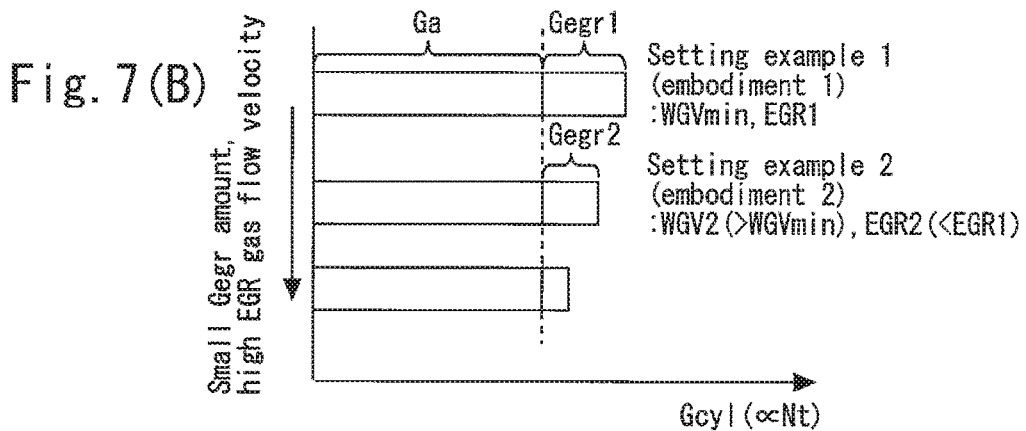 Fig. 7(B)
Small Gegr amount,
high EGR gas flow velocity
Ga
Gegr1
Setting example 1
(embodiment 1)
:WGVmin, EGR1
Gegr2
Setting example 2
(embodiment 2)
:WGV2(>WGVmin), EGR2(<EGR1)
Gcyl(∝Nt)